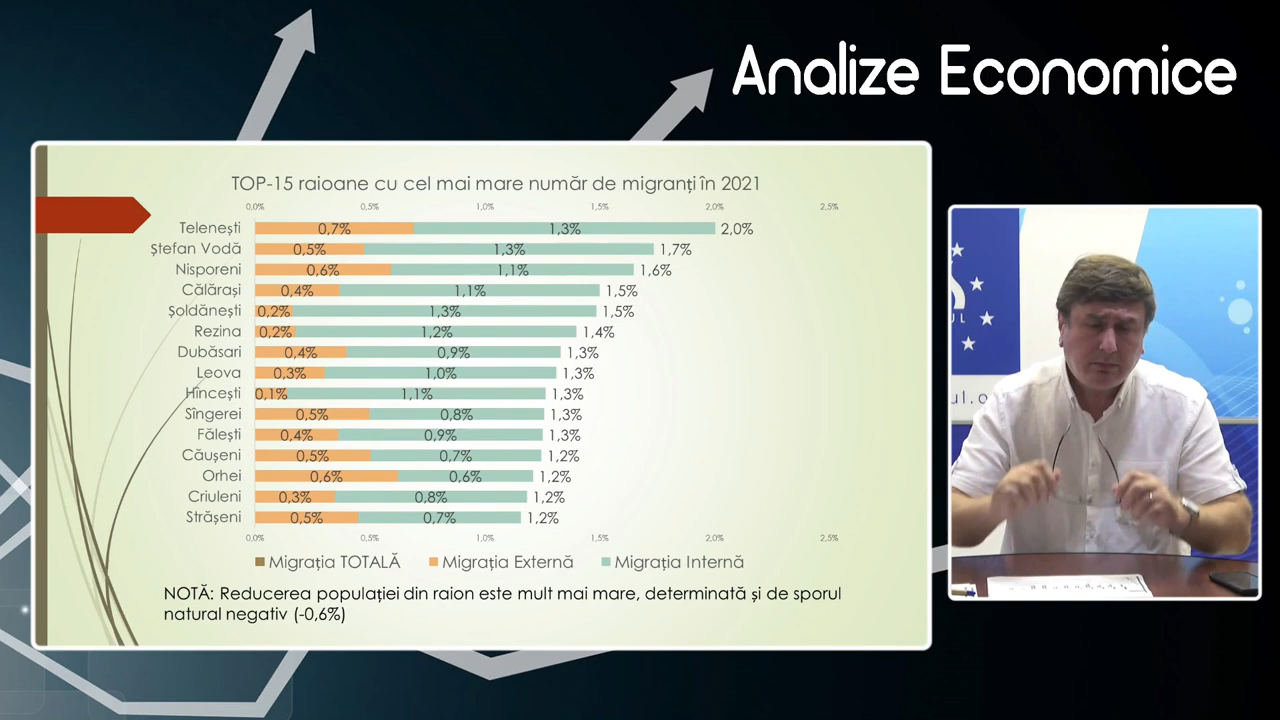 Analize Economice
TOP-15 raioane cu cel mai mare număr de migranți în 2021
0,0% 0,5% 1,0% 1,5% 2,0% 2,5%
Telenești 0,7% 1,3% 2,0%
Ștefan Vodă 0,5% 1,3% 1,7%
Nisporeni 0,6% 1,1% 1,6%
Călărași 0,4% 1,1% 1,5%
Șoldănești 0,2% 1,3% 1,5%
Rezina 0,2% 1,2% 1,4%
Dubăsari 0,4% 0,9% 1,3%
Leova 0,3% 1,0% 1,3%
Hîncești 0,1% 1,1% 1,3%
Sîngerei 0,5% 0,8% 1,3%
Fălești 0,4% 0,9% 1,3%
Căușeni 0,5% 0,7% 1,2%
Orhei 0,6% 0,6% 1,2%
Criuleni 0,3% 0,8% 1,2%
Strășeni 0,5% 0,7% 1,2%
0,0% 0,5% 1,0% 1,5% 2,0% 2,5%
Migrația TOTALĂ Migrația Externă Migrația Internă
NOTĂ: Reducerea populației din raion este mult mai mare, determinată și de sporul
natural negativ (-0,6%)